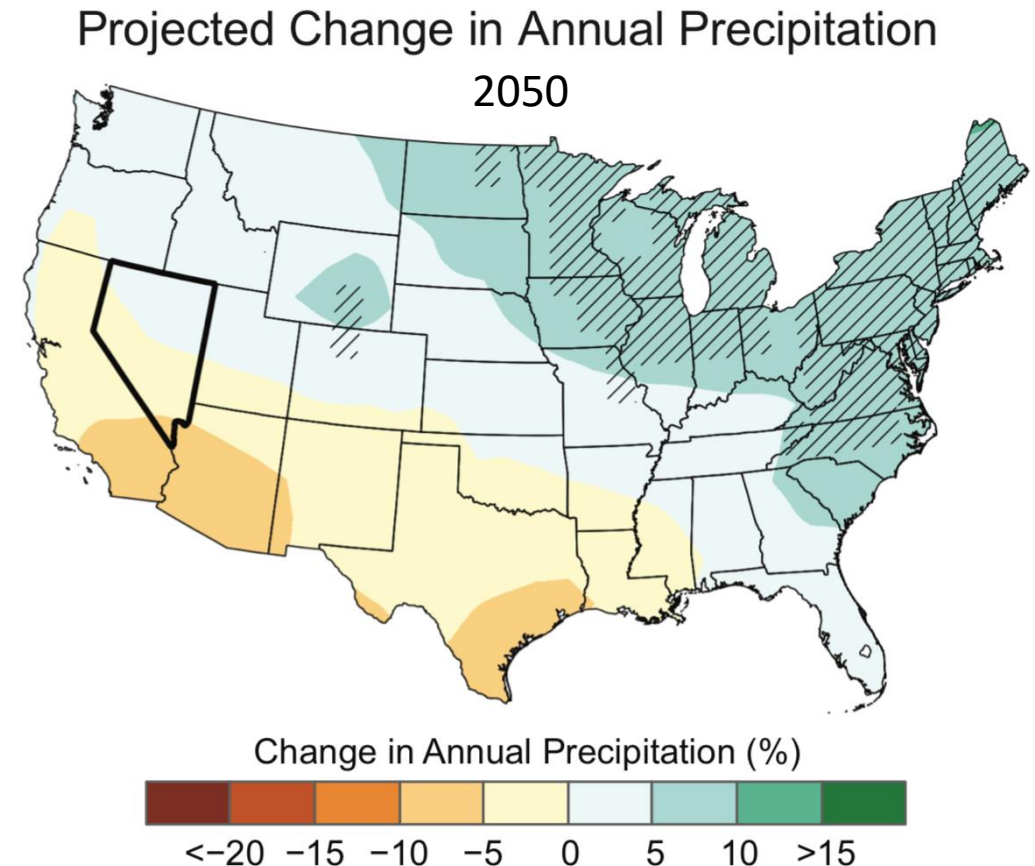 Projected Change in Annual Precipitation
2050
Change in Annual Precipitation (%)
<−20 −15 −10 −5 0 5 10 >15